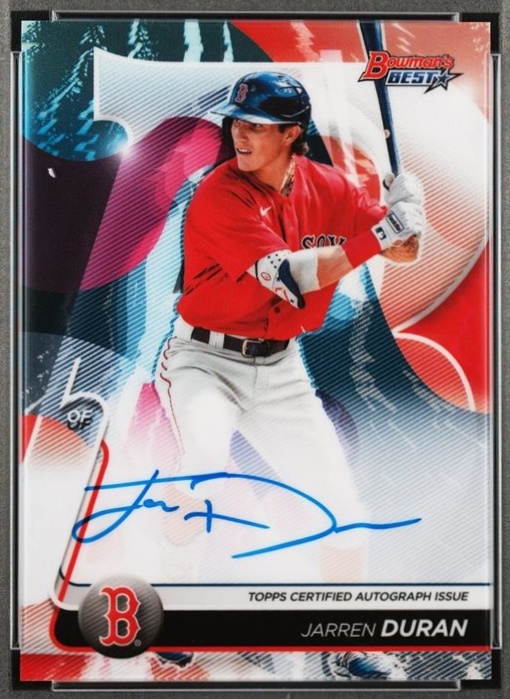 Bowman's
BEST
B
SOX
OF
TOPPS CERTIFIED AUTOGRAPH ISSUE
B
JARREN DURAN